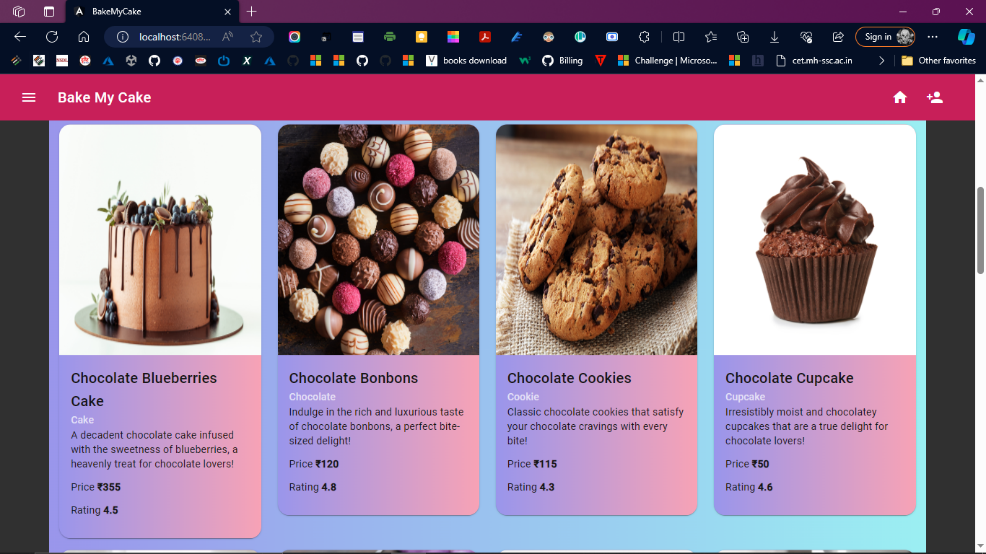 BakeMyCake
localhost:6408...
Sign in
books download
Billing
Challenge | Microso...
cet.mh-ssc.ac.in
Other favorites
Bake My Cake
Chocolate Blueberries
Cake
Cake
A decadent chocolate cake infused
with the sweetness of blueberries, a
heavenly treat for chocolate lovers!
Price ₹355
Rating 4.5
Chocolate Bonbons
Chocolate
Indulge in the rich and luxurious taste
of chocolate bonbons, a perfect bite-
sized delight!
Price ₹120
Rating 4.8
Chocolate Cookies
Cookie
Classic chocolate cookies that satisfy
your chocolate cravings with every
bite!
Price ₹115
Rating 4.3
Chocolate Cupcake
Cupcake
Irresistibly moist and chocolatey
cupcakes that are a true delight for
chocolate lovers!
Price ₹50
Rating 4.6